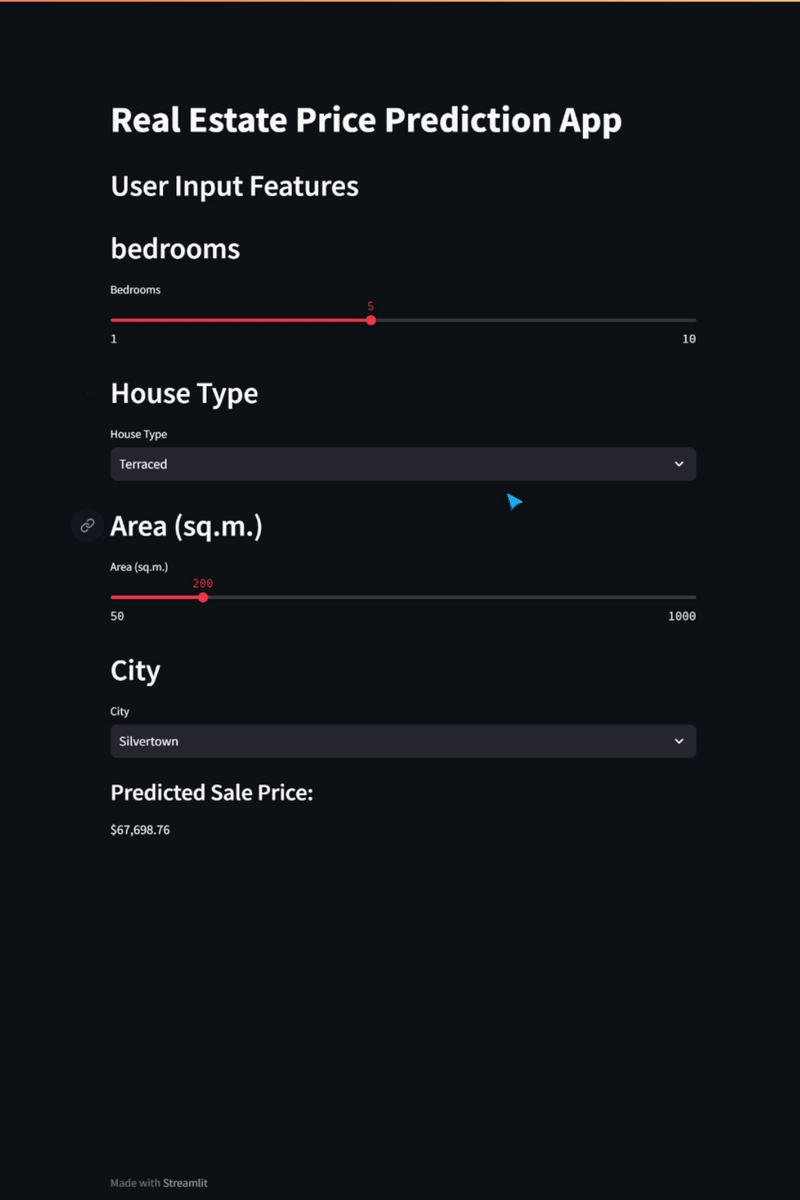 Real Estate Price Prediction App
User Input Features
bedrooms
Bedrooms
5
1 10
House Type
House Type
Terraced
Area (sq.m.)
Area (sq.m.)
200
50 1000
City
City
Silvertown
Predicted Sale Price:
$67,698.76
Made with Streamlit